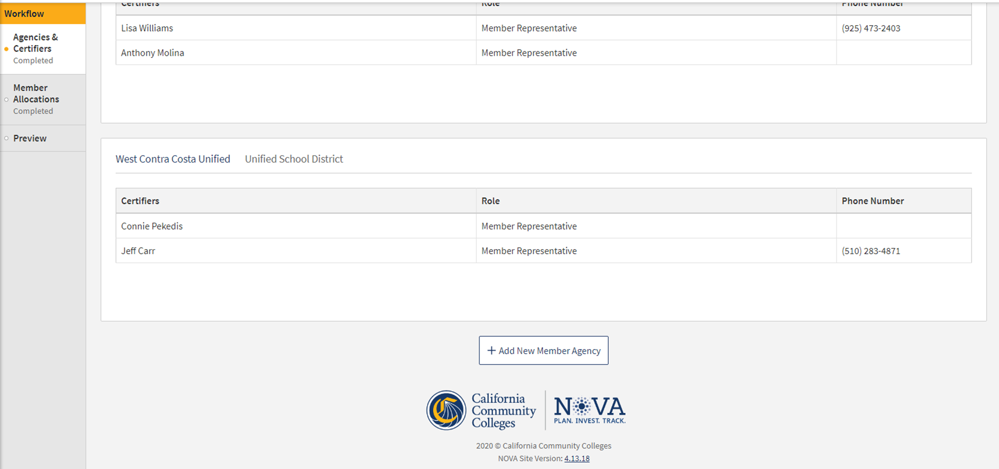 Workflow
Agencies &
Certifiers
Completed
Member
Allocations
Completed
Preview
Certifiers Role Phone Number
Lisa Williams Member Representative (925) 473-2403
Anthony Molina Member Representative
West Contra Costa Unified Unified School District
Certifiers Role Phone Number
Connie Pekedis Member Representative
Jeff Carr Member Representative (510) 283-4871
+ Add New Member Agency
California
Community
Colleges
NOVA
PLAN. INVEST. TRACK.
2020 © California Community Colleges
NOVA Site Version: 4.13.18